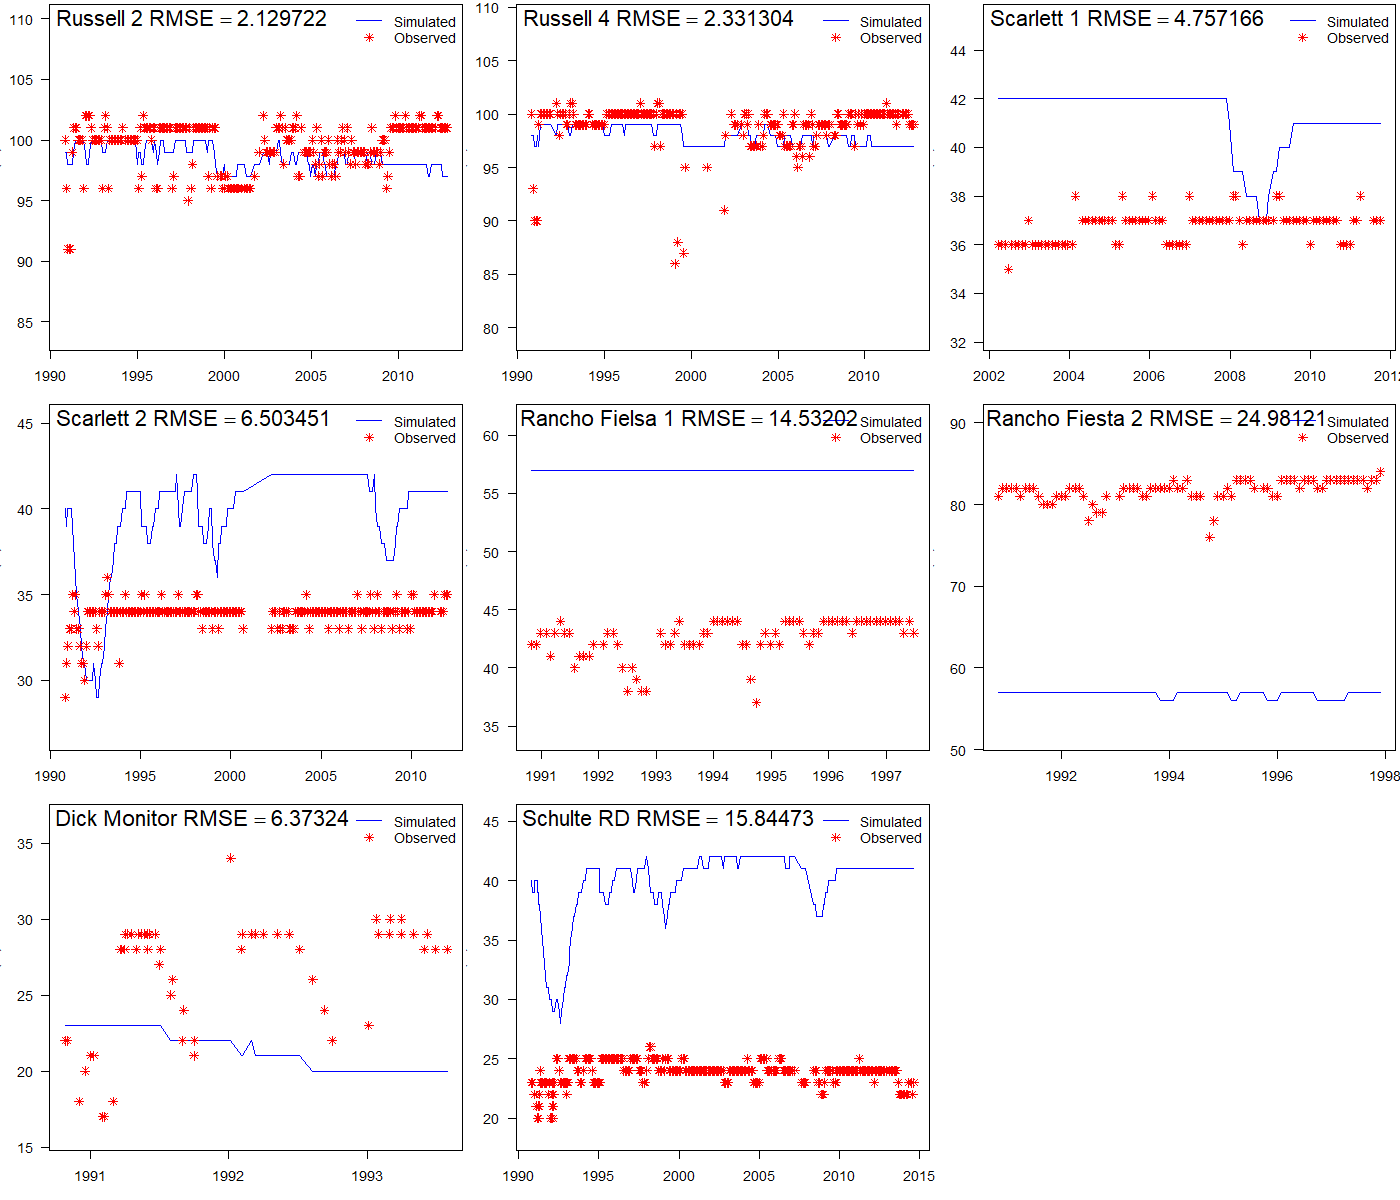 Russell 2 RMSE = 2.129722
Simulated
Observed
110
105
100
95
90
85
1990 1995 2000 2005 2010
Russell 4 RMSE = 2.331304
Simulated
Observed
110
105
100
95
90
85
80
1990 1995 2000 2005 2010
Scarlett 1 RMSE = 4.757166
Simulated
Observed
44
42
40
38
36
34
32
2002 2004 2006 2008 2010 2012
Scarlett 2 RMSE = 6.503451
Simulated
Observed
45
40
35
30
1990 1995 2000 2005 2010
Rancho Fielsa 1 RMSE = 14.53202
Simulated
Observed
60
55
50
45
40
35
1991 1992 1993 1994 1995 1996 1997
Rancho Fiesta 2 RMSE = 24.98121
Simulated
Observed
90
80
70
60
50
1992 1994 1996 1998
Dick Monitor RMSE = 6.37324
Simulated
Observed
35
30
25
20
15
1991 1992 1993
Schulte RD RMSE = 15.84473
Simulated
Observed
45
40
35
30
25
20
1990 1995 2000 2005 2010 2015